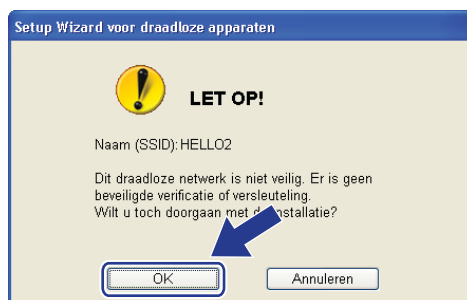 Setup Wizard voor draadloze apparaten
LET OP!
Naam (SSID): HELLO2
Dit draadloze netwerk is niet veilig. Er is geen
beveiligde verificatie of versleuteling.
Wilt u toch doorgaan met de installatie?
OK
Annuleren